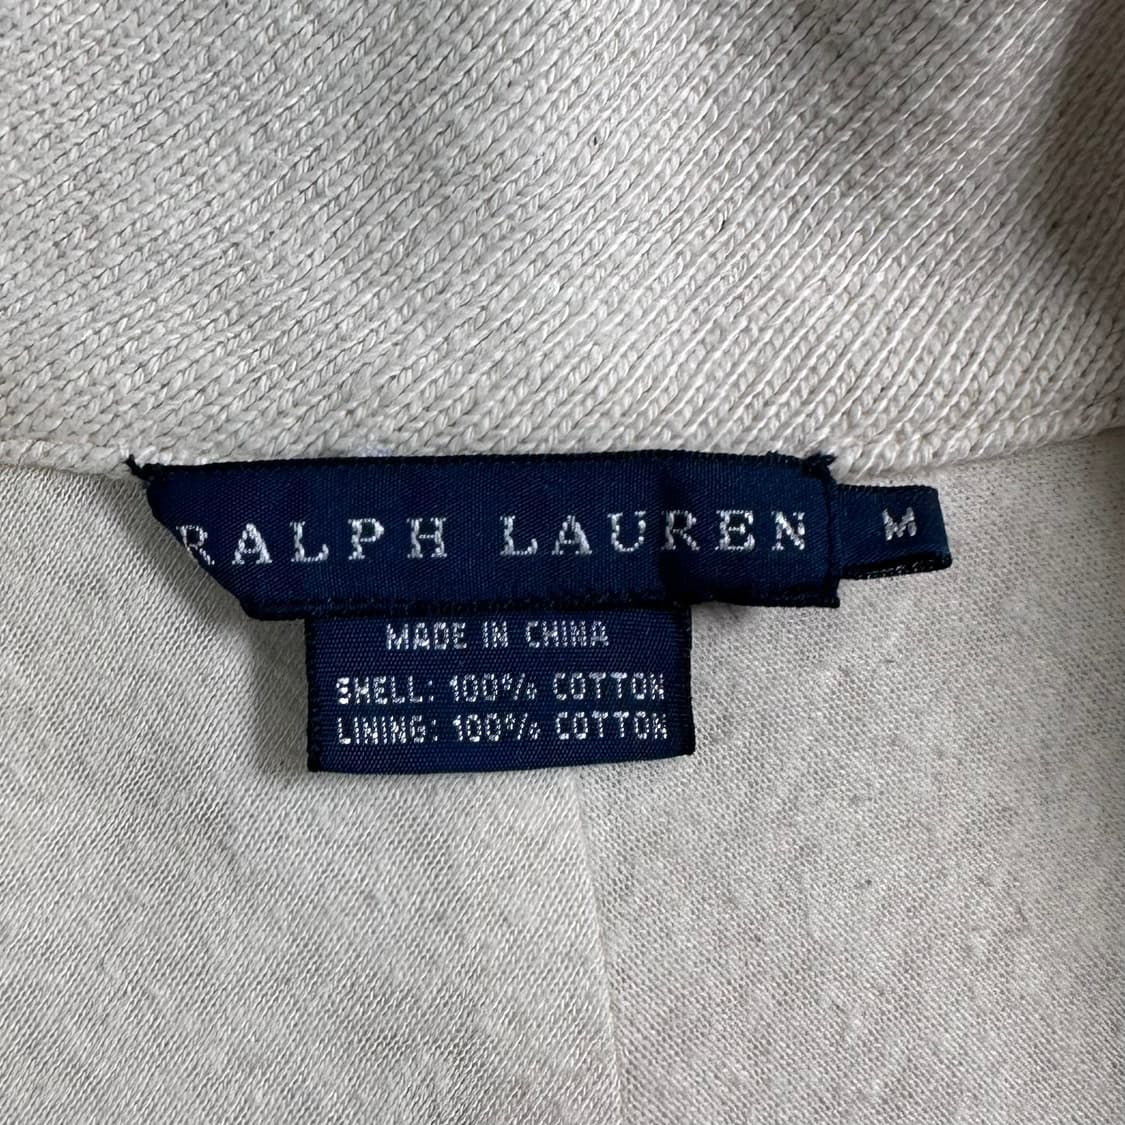 RALPH LAUREN
M
MADE IN CHINA
SHELL: 100% COTTON
LINING: 100% COTTON